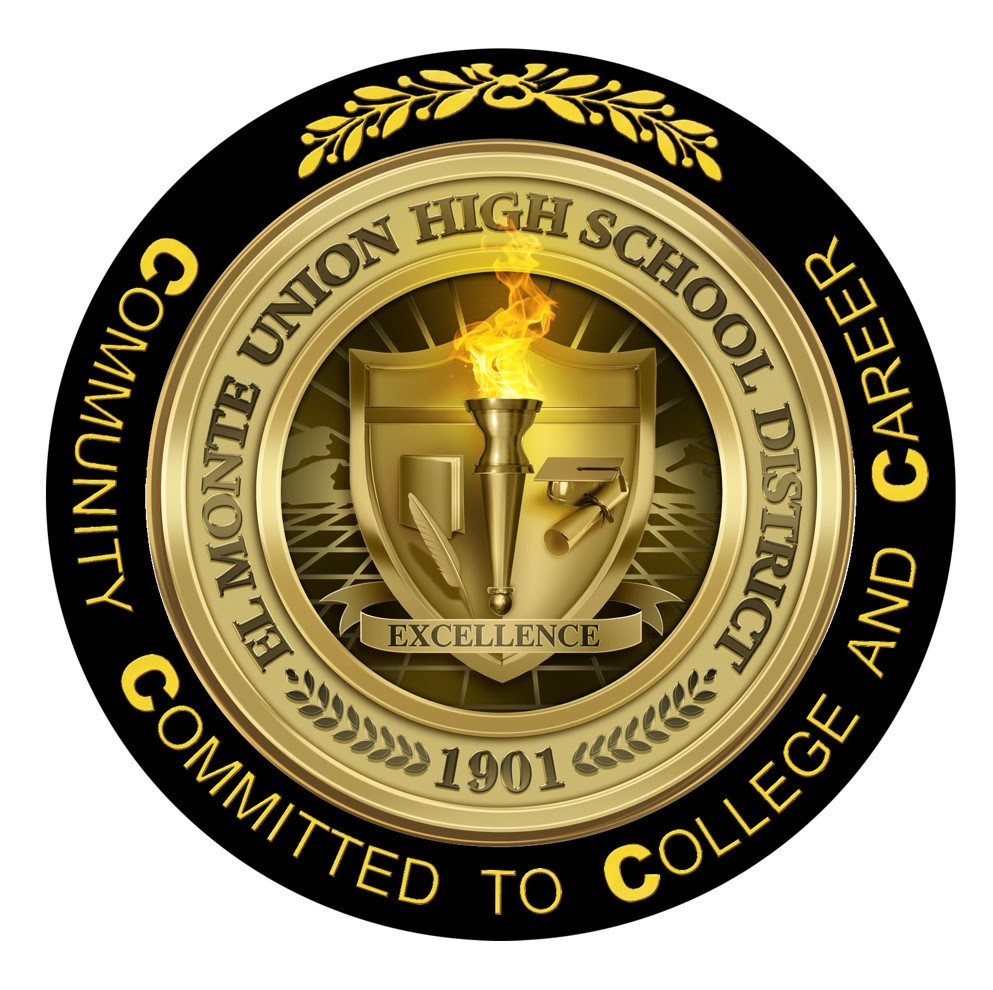 EL MONTE UNION HIGH SCHOOL DISTRICT
EXCELLENCE
1901
COMMUNITY COMMITTED TO COLLEGE AND CAREER